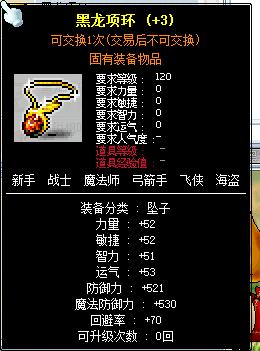 黑龙项环 (+3)
可交换1次(交易后不可交换)
固有装备物品
要求等级 : 120
要求力量 : 0
要求敏捷 : 0
要求智力 : 0
要求运气 : 0
要求人气度 : -
道具等级 : -
道具经验值 : -
新手 战士 魔法师 弓箭手 飞侠 海盗
装备分类 : 坠子
力量 : +52
敏捷 : +52
智力 : +51
运气 : +53
防御力 : +521
魔法防御力 : +530
回避率 : +70
可升级次数 : 0回